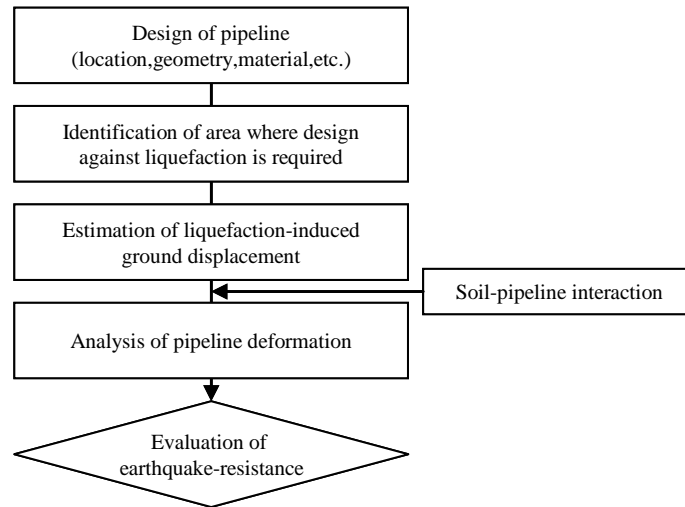 Design of pipeline
(location,geometry,material,etc.)
Identification of area where design
against liquefaction is required
Estimation of liquefaction-induced
ground displacement
Soil-pipeline interaction
Analysis of pipeline deformation
Evaluation of
earthquake-resistance